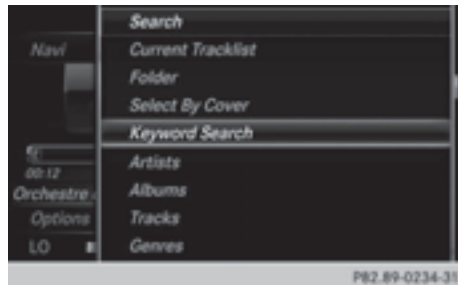 Search
Navi
Current Tracklist
Folder
Select By Cover
Keyword Search
Artists
00:12
Albums
Orchestre
Tracks
Options
LO
Genres
P82.89-0234-31